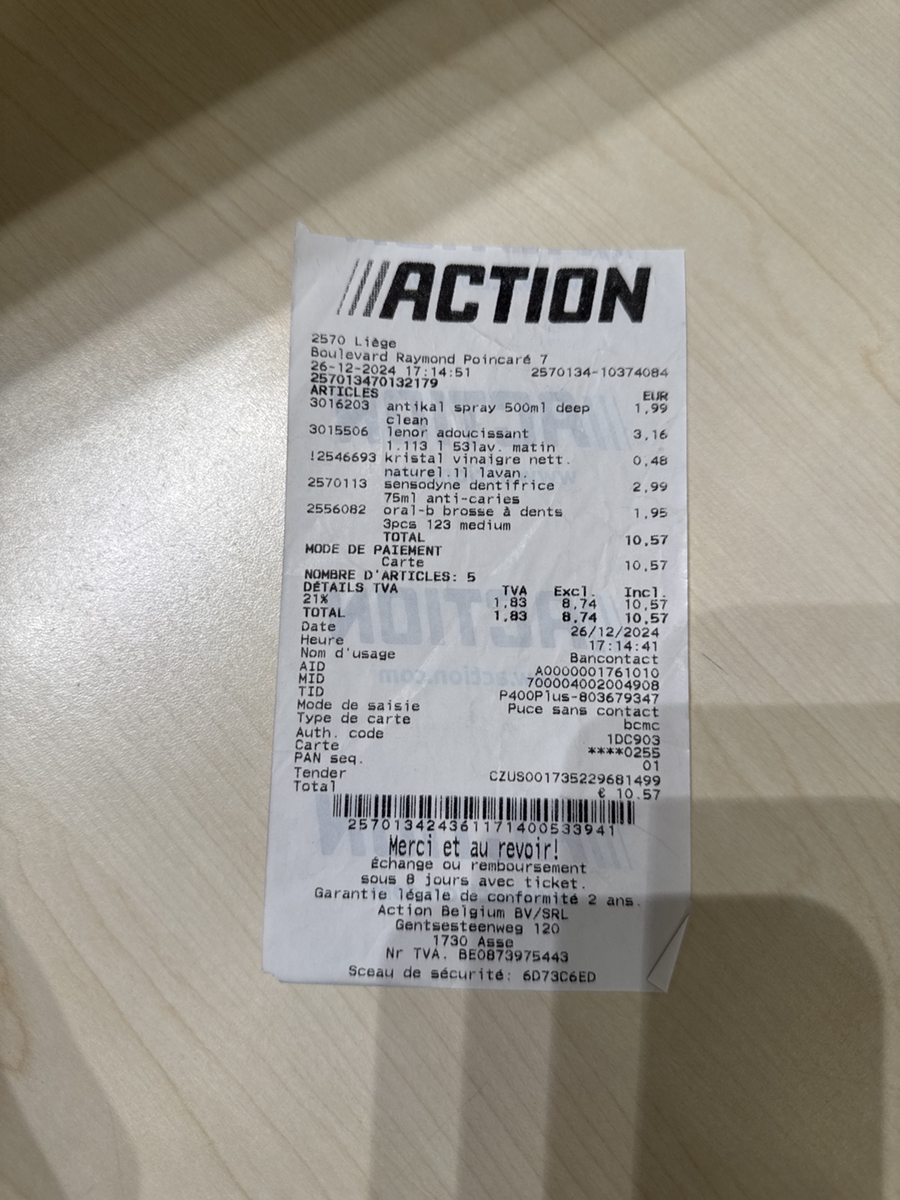 ACTION
2570 Liège
Boulevard Raymond Poincaré 7
26-12-2024 17:14:51 2570134-10374084
257013470132179
ARTICLES EUR
3016203 antikal spray 500ml deep 1,99
clean
3015506 lenor adoucissant 3,16
1.113 l 53lav. matin
!2546693 kristal vinaigre nett. 0,48
naturel.1l lavan.
2570113 sensodyne dentifrice 2,99
75ml anti-caries
2556082 oral-b brosse à dents 1,95
3pcs 123 medium
TOTAL 10,57
MODE DE PAIEMENT
Carte 10,57
NOMBRE D'ARTICLES: 5
DÉTAILS TVA TVA Excl. Incl.
21% 1,83 8,74 10,57
TOTAL 1,83 8,74 10,57
Date 26/12/2024
Heure 17:14:41
Nom d'usage Bancontact
AID A0000001761010
MID 700004002004908
TID P400Plus-803679347
Mode de saisie Puce sans contact
Type de carte bcmc
Auth. code 1DC903
Carte ****0255
PAN seq. 01
Tender CZUS001735229681499
Total € 10.57
2570134243611714005339​41
Merci et au revoir!
Échange ou remboursement
sous 8 jours avec ticket.
Garantie légale de conformité 2 ans.
Action Belgium BV/SRL
Gentsesteenweg 120
1730 Asse
Nr TVA. BE0873975443
Sceau de sécurité: 6D73C6ED